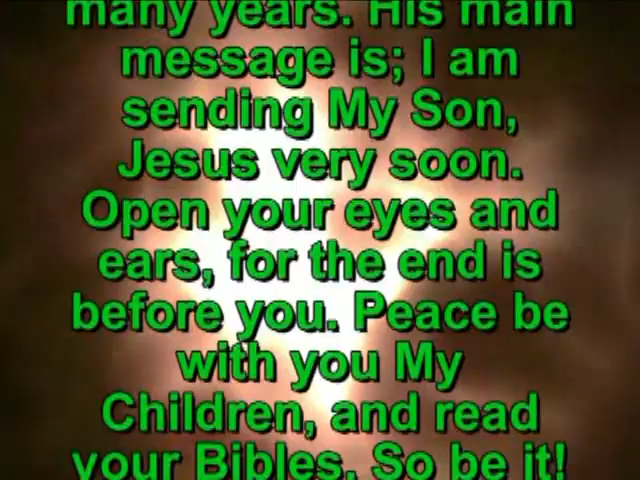 many years. His main
message is; I am
sending My Son,
Jesus very soon.
Open your eyes and
ears, for the end is
before you. Peace be
with you My
Children, and read
your Bibles. So be it!